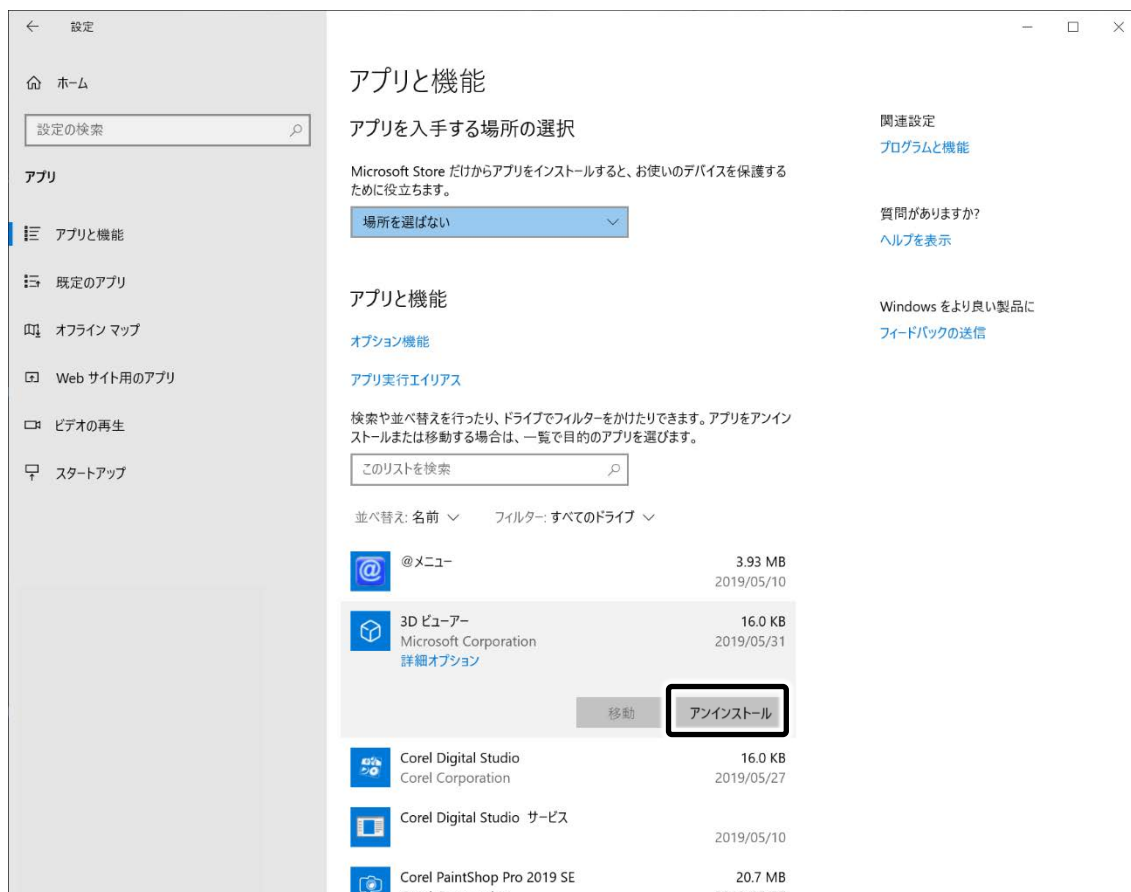 設定
ホーム
設定の検索
アプリ
アプリと機能
既定のアプリ
オフライン マップ
Web サイト用のアプリ
ビデオの再生
スタートアップ
アプリと機能
アプリを入手する場所の選択
Microsoft Store だけからアプリをインストールすると、お使いのデバイスを保護する
ために役立ちます。
場所を選ばない
アプリと機能
オプション機能
アプリ実行エイリアス
検索や並べ替えを行ったり、ドライブでフィルターをかけたりできます。アプリをアンイン
ストールまたは移動する場合は、一覧で目的のアプリを選びます。
このリストを検索
並べ替え: 名前 フィルター: すべてのドライブ
@メニュー 3.93 MB
2019/05/10
3D ビューアー 16.0 KB
Microsoft Corporation 2019/05/31
詳細オプション
移動 アンインストール
Corel Digital Studio 16.0 KB
Corel Corporation 2019/05/27
Corel Digital Studio サービス
2019/05/10
Corel PaintShop Pro 2019 SE 20.7 MB
関連設定
プログラムと機能
質問がありますか?
ヘルプを表示
Windows をより良い製品に
フィードバックの送信